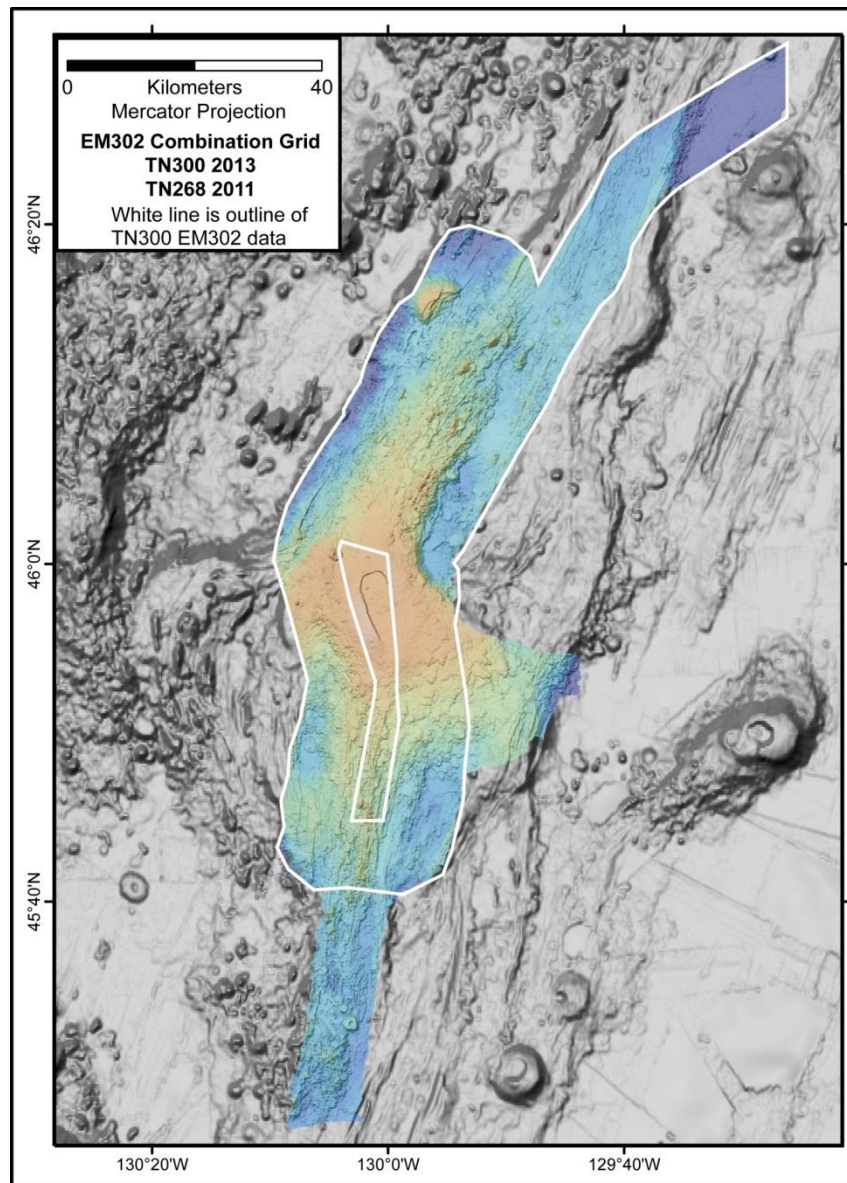 0 40
Kilometers
Mercator Projection
EM302 Combination Grid
TN300 2013
TN268 2011
White line is outline of
TN300 EM302 data
46°20'N
46°0'N
45°40'N
130°20'W 130°0'W 129°40'W